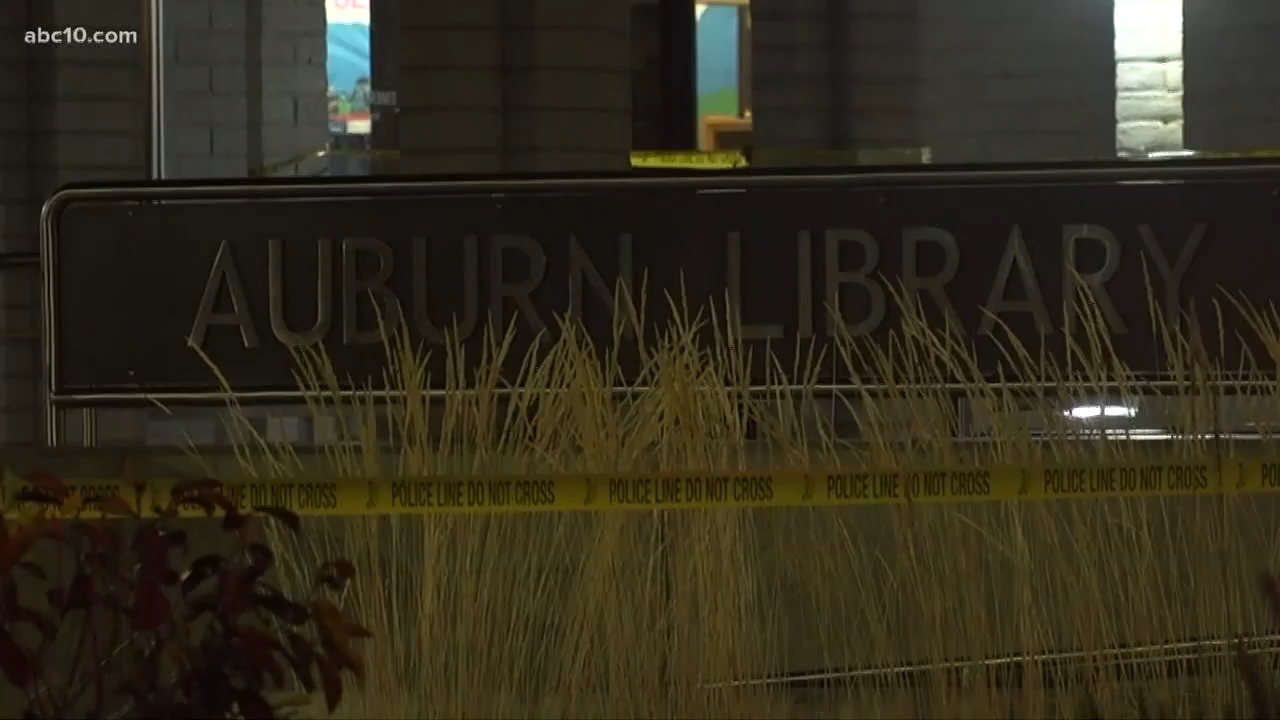 abc10.com
AUBURN LIBRARY
POLICE LINE DO NOT CROSS POLICE LINE DO NOT CROSS POLICE LINE DO NOT CROSS POLICE LINE DO NOT CROSS